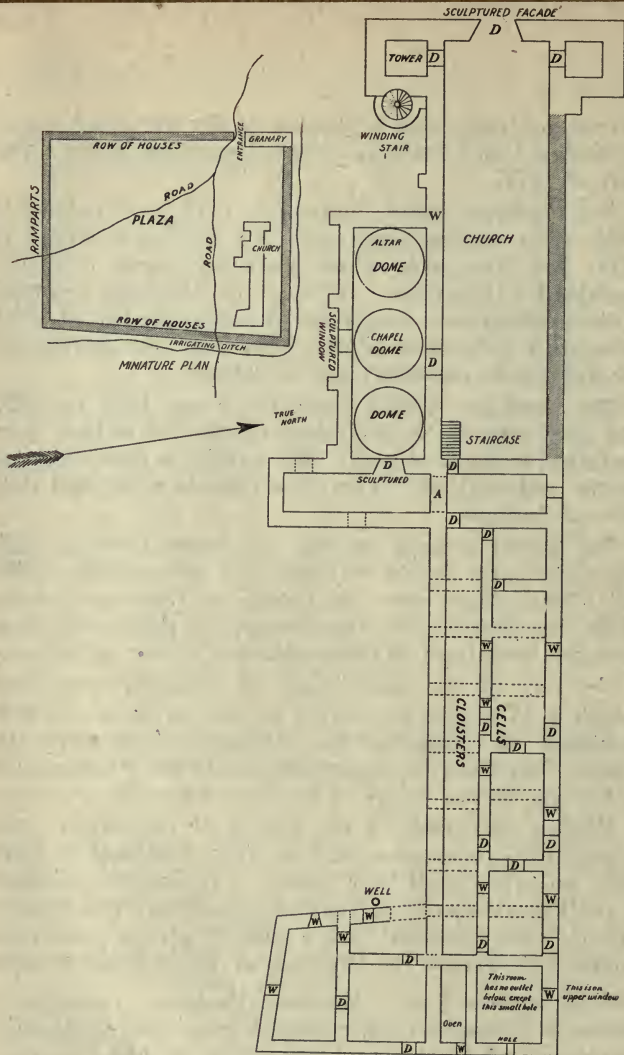 SCULPTURED FACADE'
D
TOWER
D
D
WINDING
STAIR
W
CHURCH
ALTAR
DOME
SCULPTURED
WINDOW
CHAPEL
DOME
D
DOME
STAIRCASE
D
SCULPTURED
D
A
D
D
D
W
W
W
D
CELLS
CLOISTERS
D
D
W
W
D
D
D
W
W
D
D
WELL
W
W
W
W
D
D
D
Oven
W
This room
has no outlet
below, except
this small hole
HOLE
W
This is on
upper window
ROW OF HOUSES
ENTRANCE
GRANARY
RAMPARTS
ROAD
PLAZA
ROAD
CHURCH
ROW OF HOUSES
IRRIGATING DITCH
MINIATURE PLAN
TRUE
NORTH